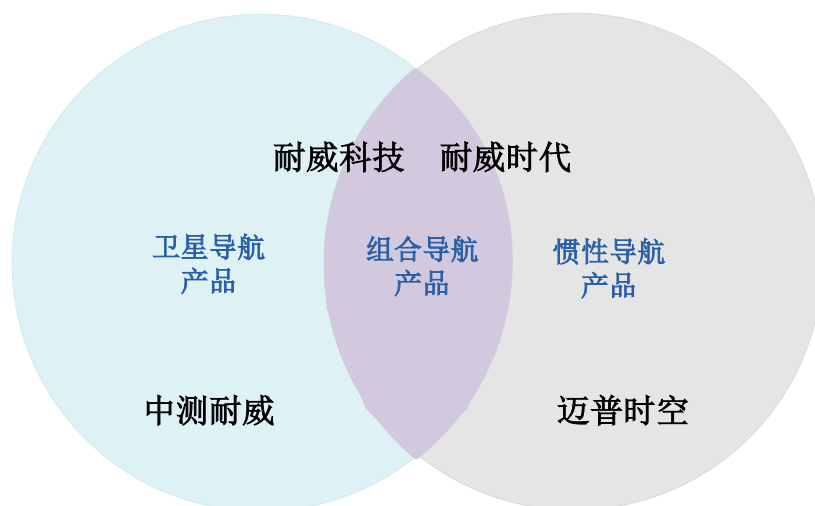 耐威科技 耐威时代
卫星导航
产品
组合导航
产品
惯性导航
产品
中测耐威
迈普时空